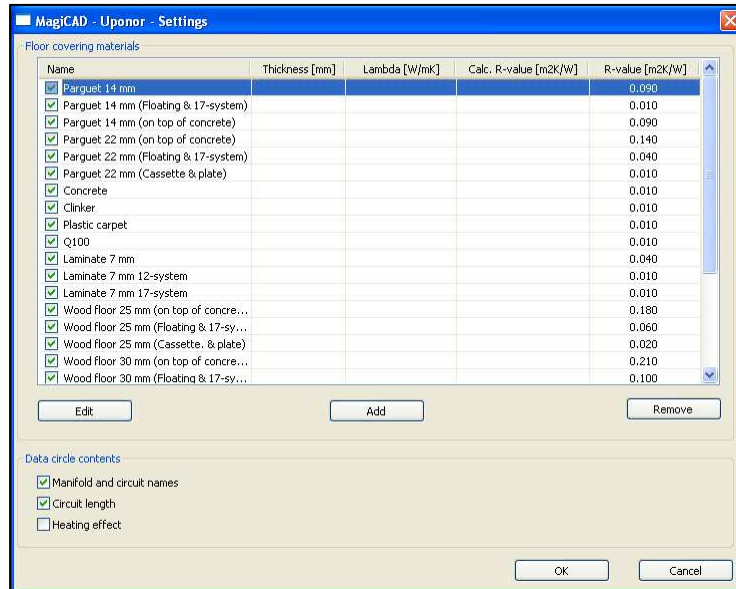 MagiCAD - Uponor - Settings
Floor covering materials
Name Thickness [mm] Lambda [W/mK] Calc. R-value [m2K/W] R-value [m2K/W]
Parguet 14 mm 0.090
Parguet 14 mm (Floating & 17-system) 0.010
Parguet 14 mm (on top of concrete) 0.090
Parguet 22 mm (on top of concrete) 0.140
Parguet 22 mm (Floating & 17-system) 0.040
Parguet 22 mm (Cassette & plate) 0.010
Concrete 0.010
Clinker 0.010
Plastic carpet 0.010
Q100 0.010
Laminate 7 mm 0.040
Laminate 7 mm 12-system 0.010
Laminate 7 mm 17-system 0.010
Wood floor 25 mm (on top of concre... 0.180
Wood floor 25 mm (Floating & 17-sy... 0.060
Wood floor 25 mm (Cassette. & plate) 0.020
Wood floor 30 mm (on top of concre... 0.210
Wood floor 30 mm (Floating & 17-sy... 0.100
Edit Add Remove
Data circle contents
Manifold and circuit names
Circuit length
Heating effect
OK Cancel